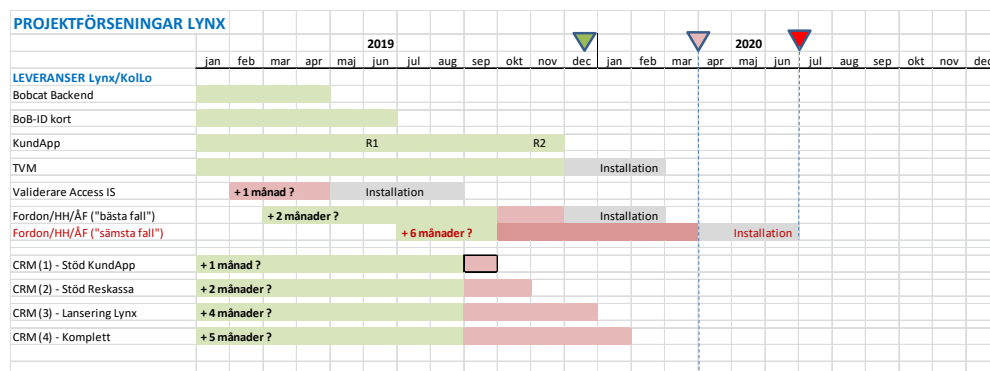 PROJEKTFÖRSENINGAR LYNX
2019 2020
jan feb mar apr maj jun jul aug sep okt nov dec jan feb mar apr maj jun jul aug sep okt nov dec
LEVERANSER Lynx/KolLo
Bobcat Backend
BoB-ID kort
KundApp R1 R2
TVM Installation
Validerare Access IS + 1 månad ? Installation
Fordon/HH/ÅF ("bästa fall") + 2 månader ? Installation
Fordon/HH/ÅF ("sämsta fall") + 6 månader ? Installation
CRM (1) - Stöd KundApp + 1 månad ?
CRM (2) - Stöd Reskassa + 2 månader ?
CRM (3) - Lansering Lynx + 4 månader ?
CRM (4) - Komplett + 5 månader ?